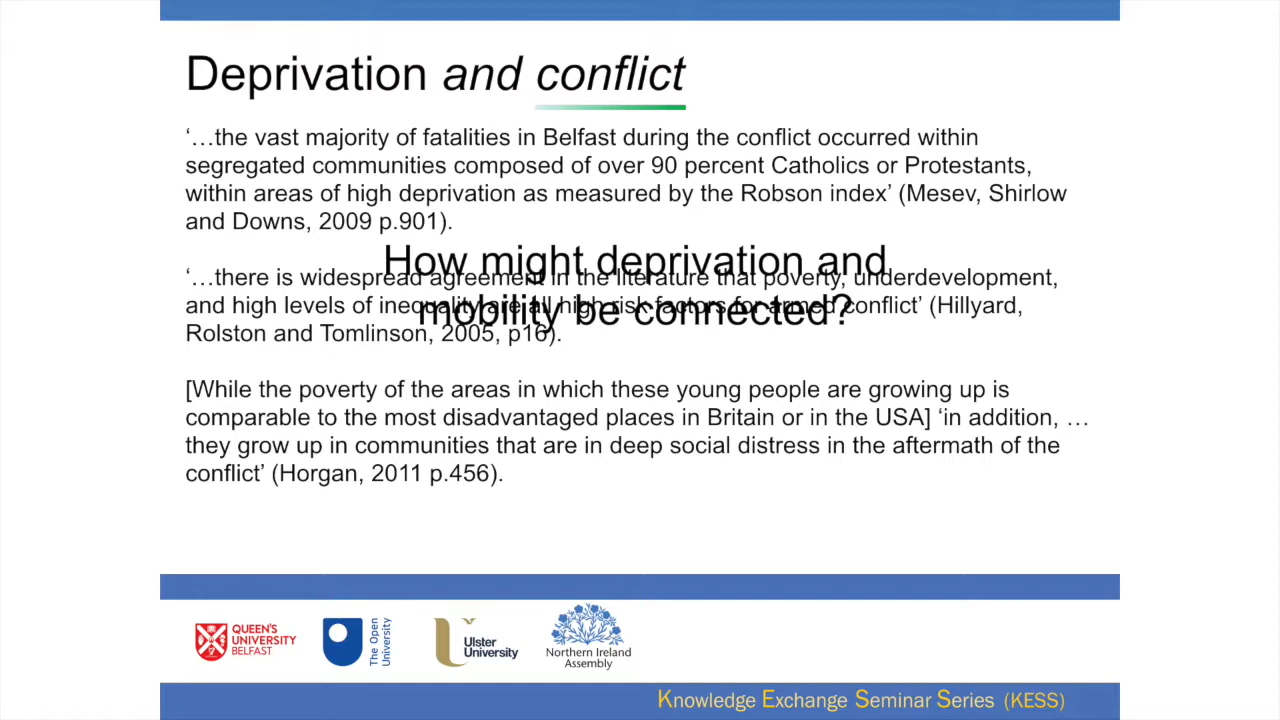 Deprivation and conflict
‘…the vast majority of fatalities in Belfast during the conflict occurred within
segregated communities composed of over 90 percent Catholics or Protestants,
within areas of high deprivation as measured by the Robson index’ (Mesev, Shirlow
and Downs, 2009 p.901).
How might deprivation and
mobility be connected?
‘…there is widespread agreement in the literature that poverty, underdevelopment,
and high levels of inequality are all high risk factors for armed conflict’ (Hillyard,
Rolston and Tomlinson, 2005, p16).
[While the poverty of the areas in which these young people are growing up is
comparable to the most disadvantaged places in Britain or in the USA] ‘in addition, …
they grow up in communities that are in deep social distress in the aftermath of the
conflict’ (Horgan, 2011 p.456).
QUEEN'S
UNIVERSITY
BELFAST
The Open
University
Ulster
University
Northern Ireland
Assembly
Knowledge Exchange Seminar Series (KESS)